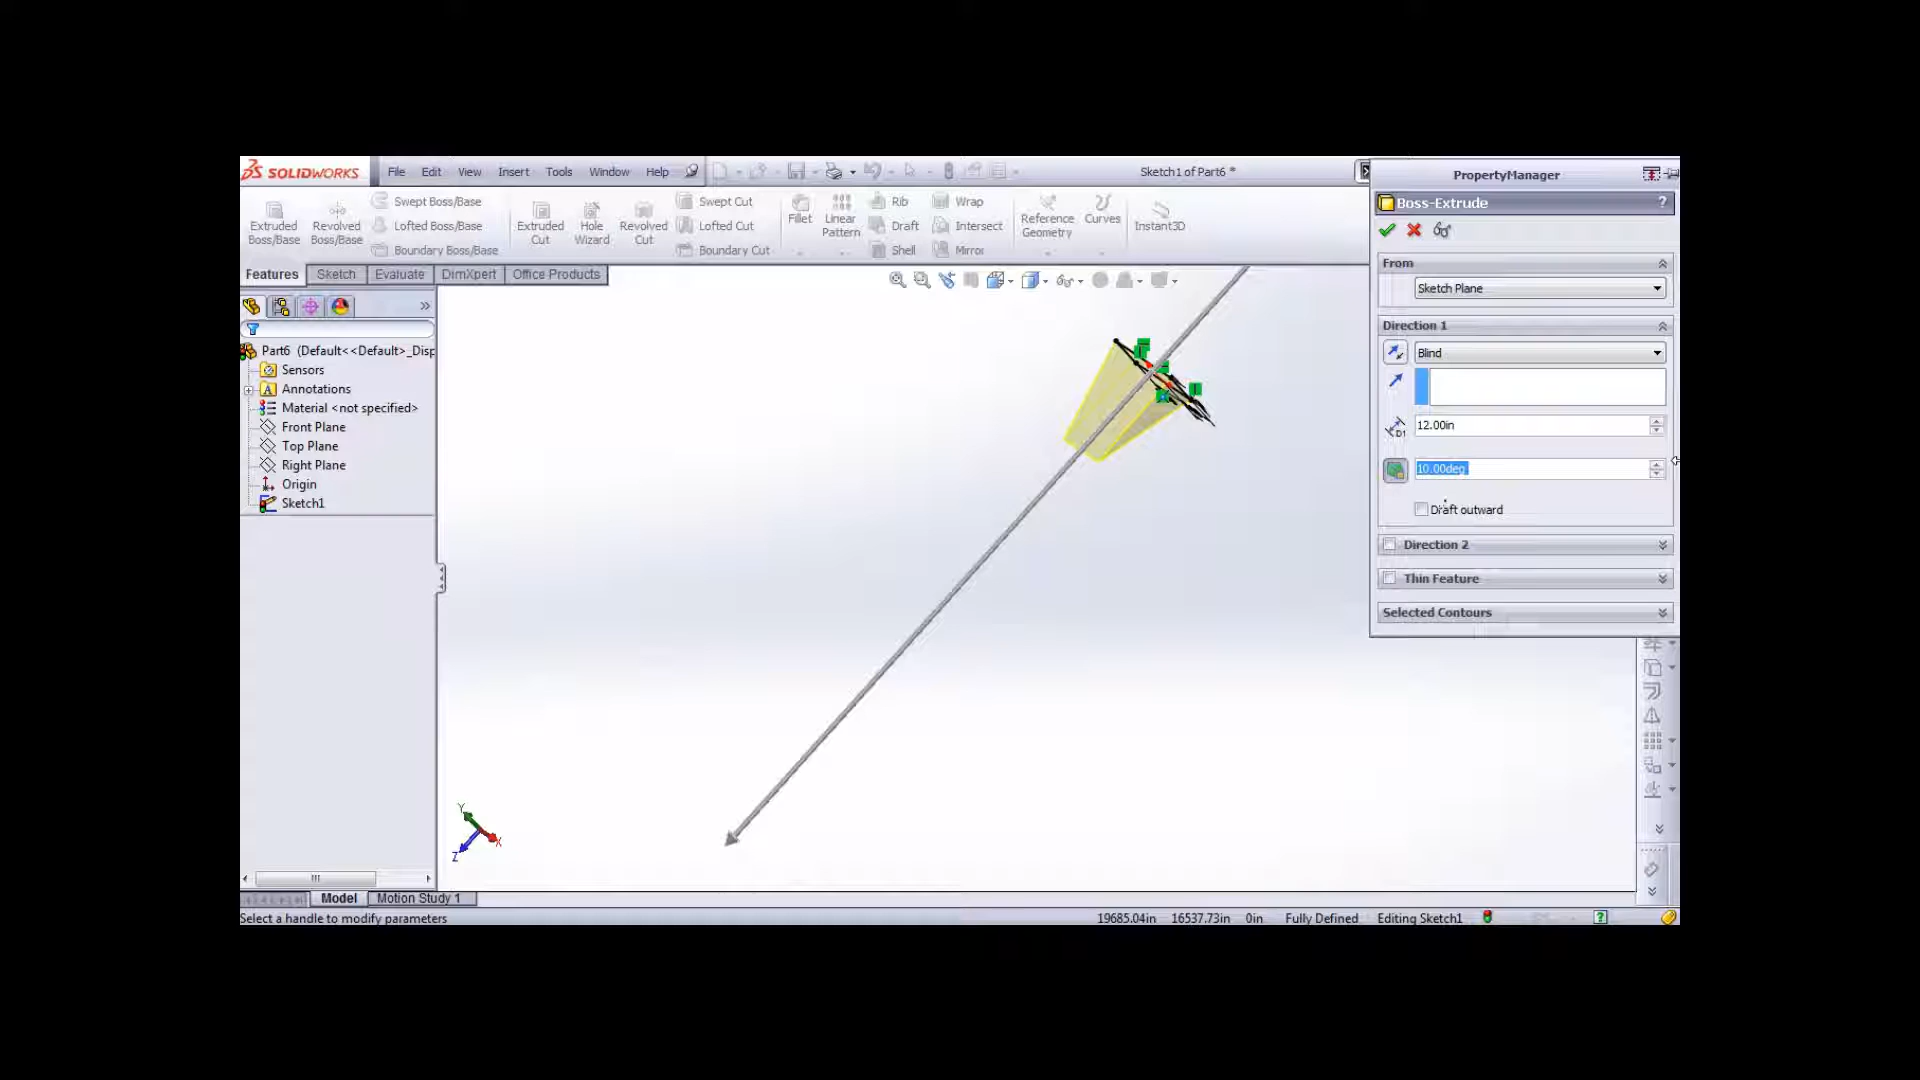 SOLIDWORKS File Edit View Insert Tools Window Help Sketch1 of Part6 *
Extruded Boss/Base
Revolved Boss/Base
Swept Boss/Base
Lofted Boss/Base
Boundary Boss/Base
Extruded Cut
Hole Wizard
Revolved Cut
Swept Cut
Lofted Cut
Boundary Cut
Fillet
Linear Pattern
Rib
Draft
Shell
Wrap
Intersect
Mirror
Reference Geometry
Curves
Instant3D
Features Sketch Evaluate DimXpert Office Products
Part6 (Default<<Default>_Disp
Sensors
A Annotations
Material <not specified>
Front Plane
Top Plane
Right Plane
Origin
Sketch1
Y
X
Z
PropertyManager
Boss-Extrude ?
From
Sketch Plane
Direction 1
Blind
D1 12.00in
10.00deg
Draft outward
Direction 2
Thin Feature
Selected Contours
Model Motion Study 1
Select a handle to modify parameters 19685.04in 16537.73in 0in Fully Defined Editing Sketch1 ?